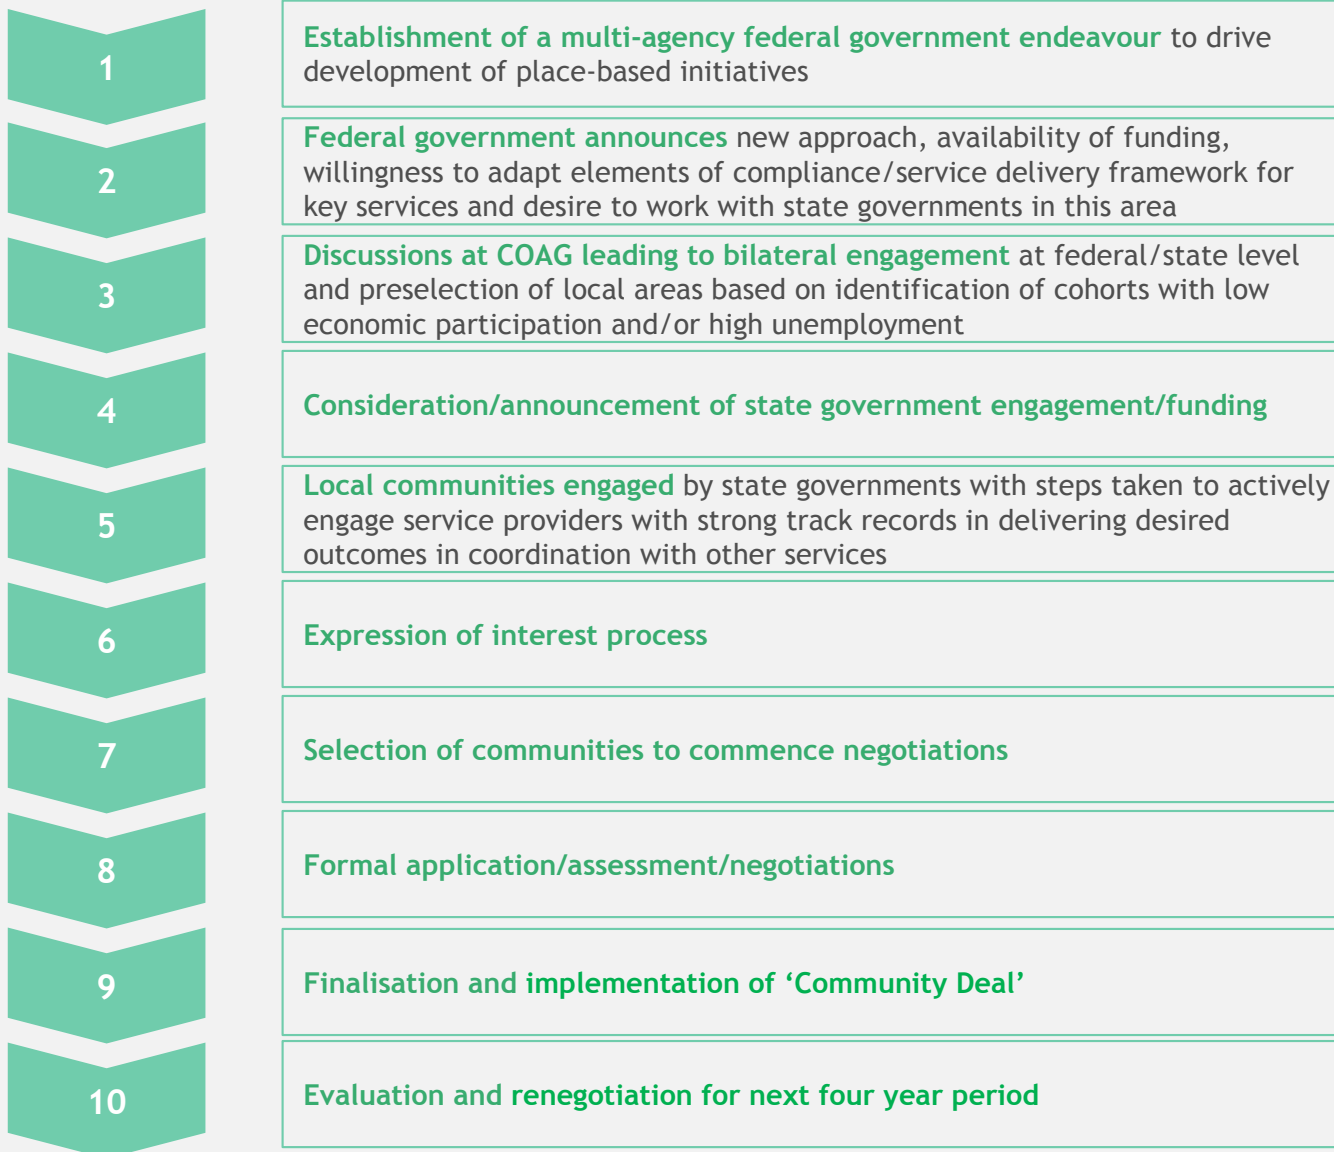 1
Establishment of a multi-agency federal government endeavour to drive
development of place-based initiatives
2
Federal government announces new approach, availability of funding,
willingness to adapt elements of compliance/service delivery framework for
key services and desire to work with state governments in this area
3
Discussions at COAG leading to bilateral engagement at federal/state level
and preselection of local areas based on identification of cohorts with low
economic participation and/or high unemployment
4
Consideration/announcement of state government engagement/funding
5
Local communities engaged by state governments with steps taken to actively
engage service providers with strong track records in delivering desired
outcomes in coordination with other services
6
Expression of interest process
7
Selection of communities to commence negotiations
8
Formal application/assessment/negotiations
9
Finalisation and implementation of ‘Community Deal’
10
Evaluation and renegotiation for next four year period